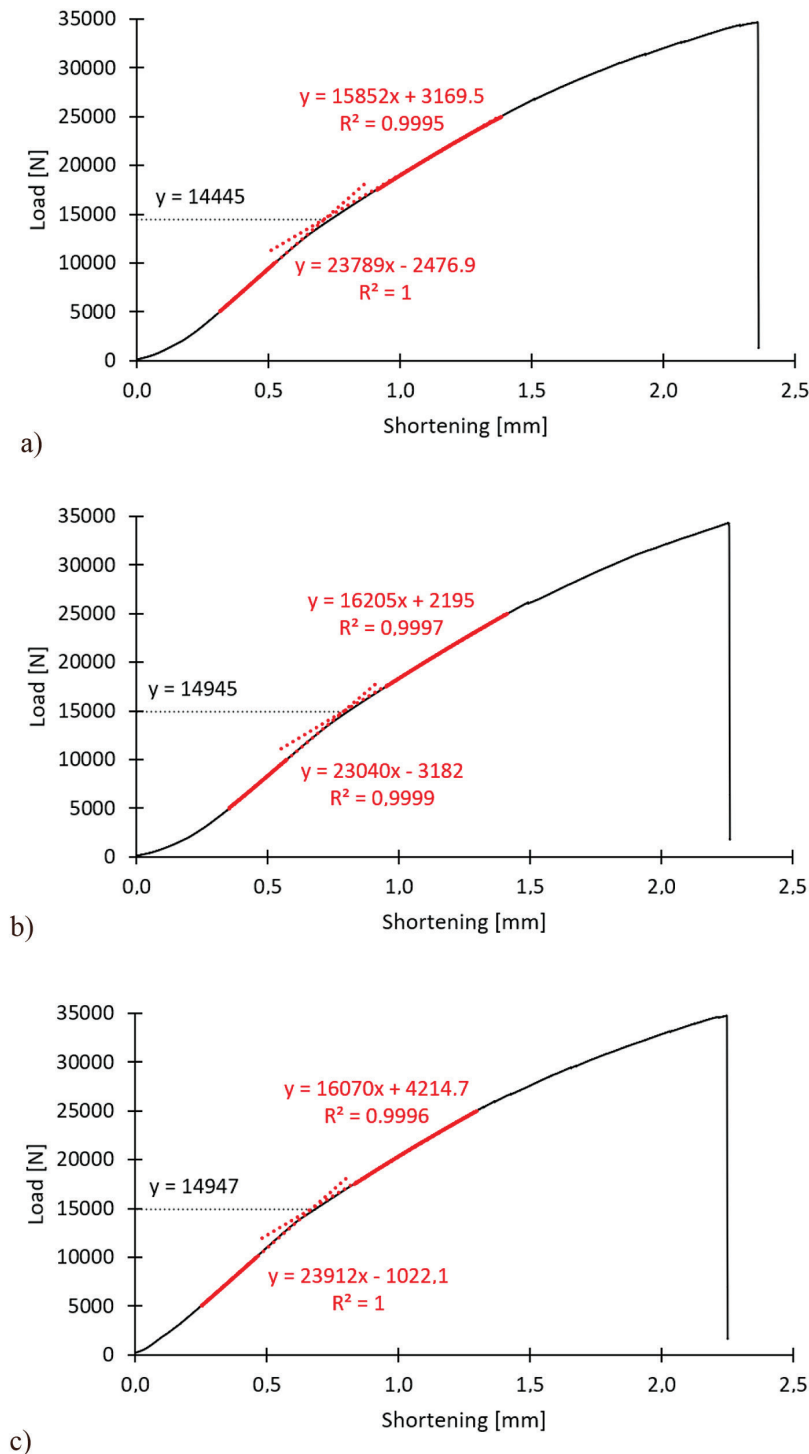 35000
30000
25000
20000
15000
10000
5000
0
Load [N]
y = 15852x + 3169.5
R² = 0.9995
y = 14445
y = 23789x - 2476.9
R² = 1
0,0 0,5 1,0 1,5 2,0 2,5
Shortening [mm]
a)
35000
30000
25000
20000
15000
10000
5000
0
Load [N]
y = 16205x + 2195
R² = 0,9997
y = 14945
y = 23040x - 3182
R² = 0,9999
0,0 0,5 1,0 1,5 2,0 2,5
Shortening [mm]
b)
35000
30000
25000
20000
15000
10000
5000
0
Load [N]
y = 16070x + 4214.7
R² = 0.9996
y = 14947
y = 23912x - 1022,1
R² = 1
0,0 0,5 1,0 1,5 2,0 2,5
Shortening [mm]
c)